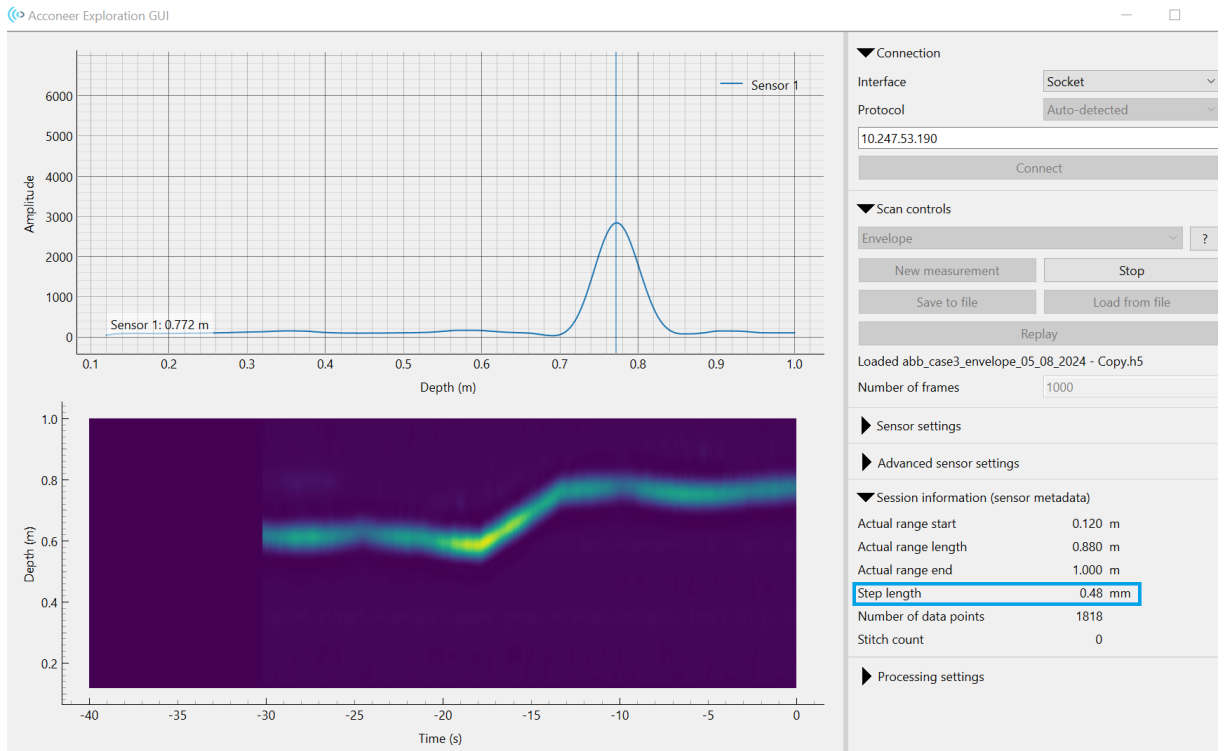 Acconeer Exploration GUI
Sensor 1
Amplitude
6000
5000
4000
3000
2000
1000
0
Sensor 1: 0.772 m
0.1 0.2 0.3 0.4 0.5 0.6 0.7 0.8 0.9 1.0
Depth (m)
Depth (m)
1.0
0.8
0.6
0.4
0.2
-40 -35 -30 -25 -20 -15 -10 -5 0
Time (s)
Connection
Interface Socket
Protocol Auto-detected
10.247.53.190
Connect
Scan controls
Envelope ?
New measurement Stop
Save to file Load from file
Replay
Loaded abb_case3_envelope_05_08_2024 - Copy.h5
Number of frames 1000
Sensor settings
Advanced sensor settings
Session information (sensor metadata)
Actual range start 0.120 m
Actual range length 0.880 m
Actual range end 1.000 m
Step length 0.48 mm
Number of data points 1818
Stitch count 0
Processing settings